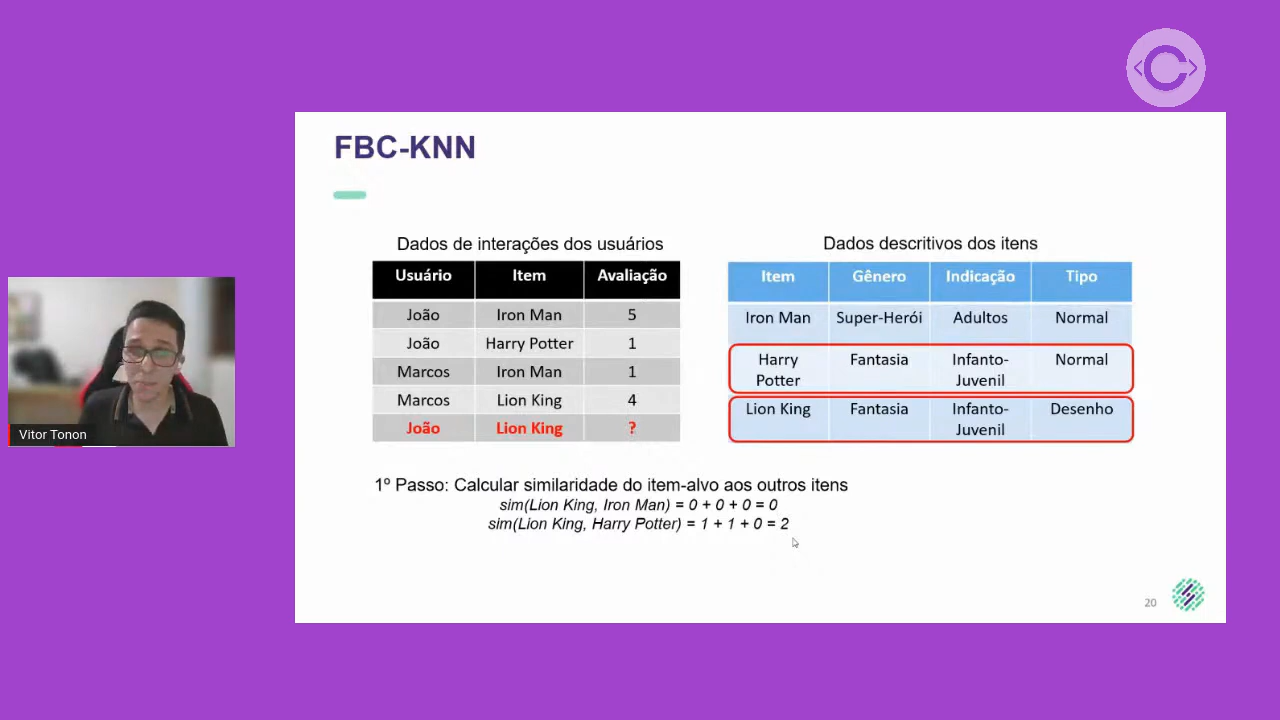 FBC-KNN
Dados de interações dos usuários
Usuário Item Avaliação
João Iron Man 5
João Harry Potter 1
Marcos Iron Man 1
Marcos Lion King 4
João Lion King ?
Dados descritivos dos itens
Item Gênero Indicação Tipo
Iron Man Super-Herói Adultos Normal
Harry Fantasia Infanto- Normal
Potter Juvenil
Lion King Fantasia Infanto- Desenho
Juvenil
1º Passo: Calcular similaridade do item-alvo aos outros itens
sim(Lion King, Iron Man) = 0 + 0 + 0 = 0
sim(Lion King, Harry Potter) = 1 + 1 + 0 = 2
20
Vitor Tonon
<C>